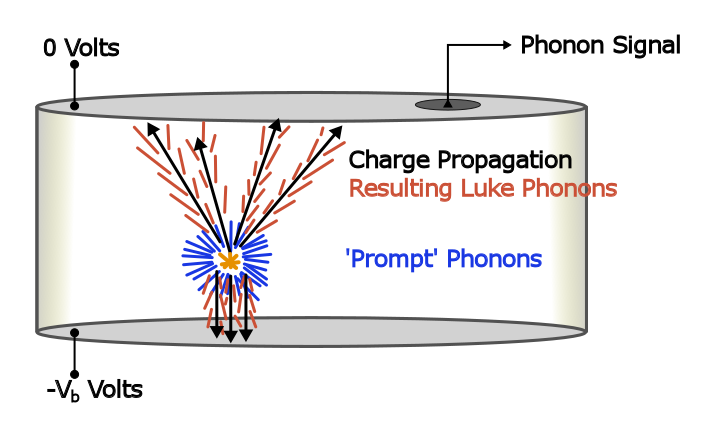 0 Volts
Phonon Signal
Charge Propagation
Resulting Luke Phonons
'Prompt' Phonons
-Vb Volts